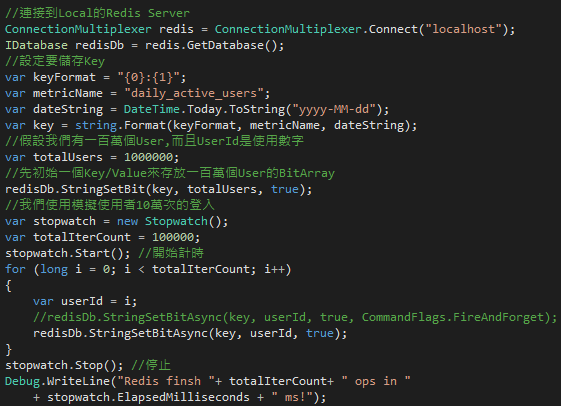 //連接到Local的Redis Server
ConnectionMultiplexer redis = ConnectionMultiplexer.Connect("localhost");
IDatabase redisDb = redis.GetDatabase();
//設定要儲存Key
var keyFormat = "{0}:{1}";
var metricName = "daily_active_users";
var dateString = DateTime.Today.ToString("yyyy-MM-dd");
var key = string.Format(keyFormat, metricName, dateString);
//假設我們有一百萬個User,而且UserId是使用數字
var totalUsers = 1000000;
//先初始一個Key/Value來存放一百萬個User的BitArray
redisDb.StringSetBit(key, totalUsers, true);
//我們使用模擬使用者10萬次的登入
var stopwatch = new Stopwatch();
var totalIterCount = 100000;
stopwatch.Start(); //開始計時
for (long i = 0; i < totalIterCount; i++)
{
    var userId = i;
    //redisDb.StringSetBitAsync(key, userId, true, CommandFlags.FireAndForget);
    redisDb.StringSetBitAsync(key, userId, true);
}
stopwatch.Stop(); //停止
Debug.WriteLine("Redis finsh "+ totalIterCount+ " ops in "
    + stopwatch.ElapsedMilliseconds + " ms!");